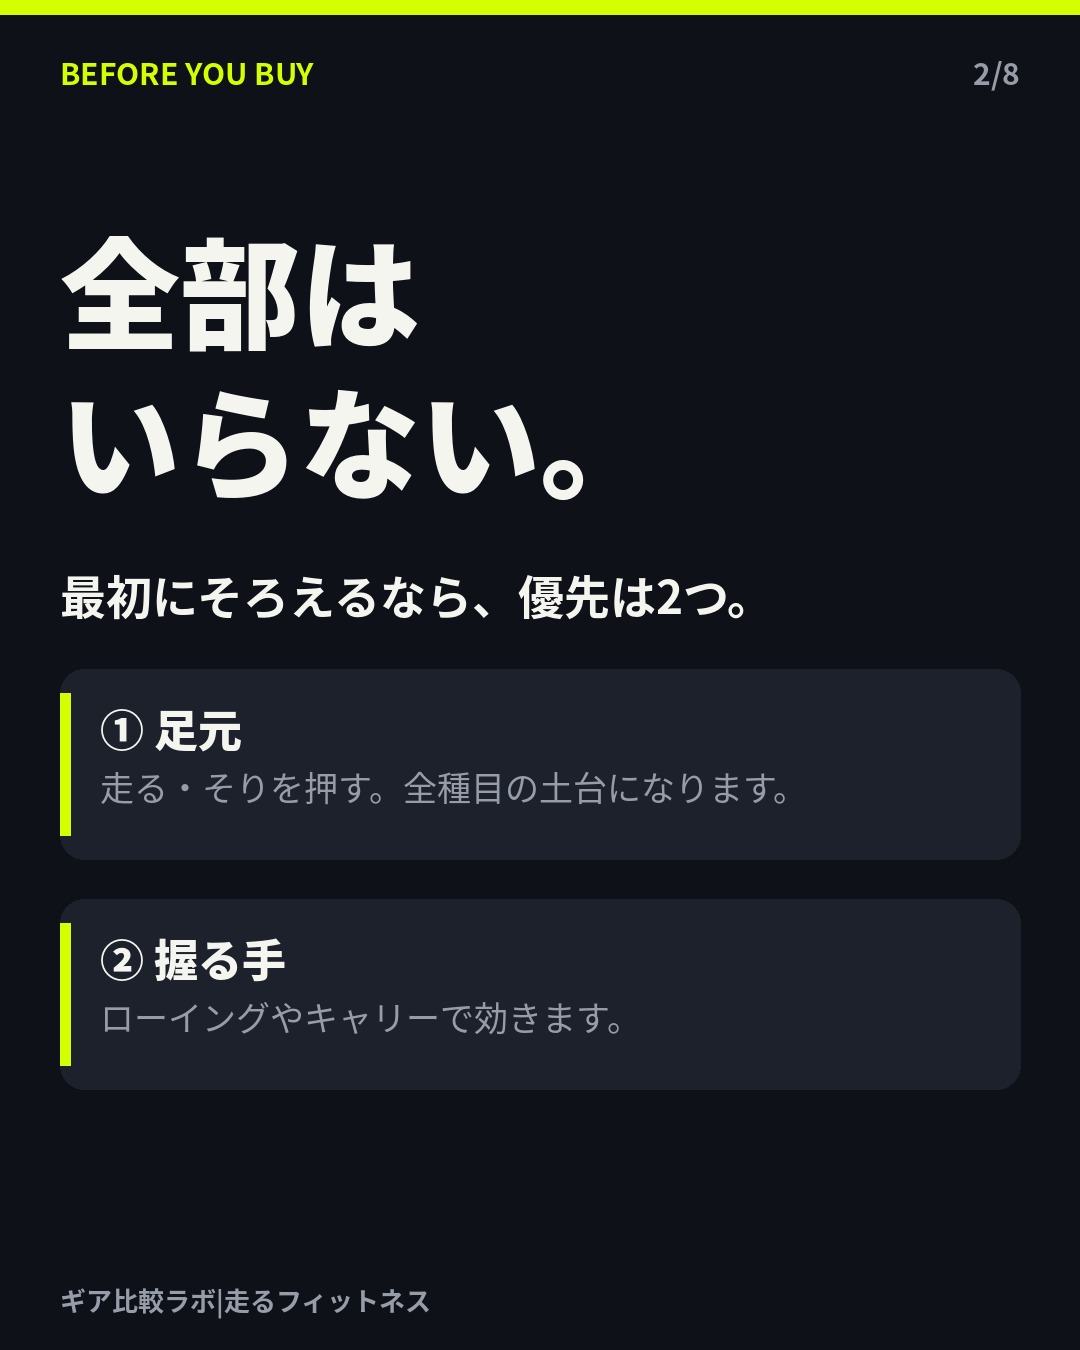 BEFORE YOU BUY
2/8
全部は
いらない。
最初にそろえるなら、優先は2つ。
① 足元
走る・そりを押す。全種目の土台になります。
② 握る手
ローイングやキャリーで効きます。
ギア比較ラボ|走るフィットネス